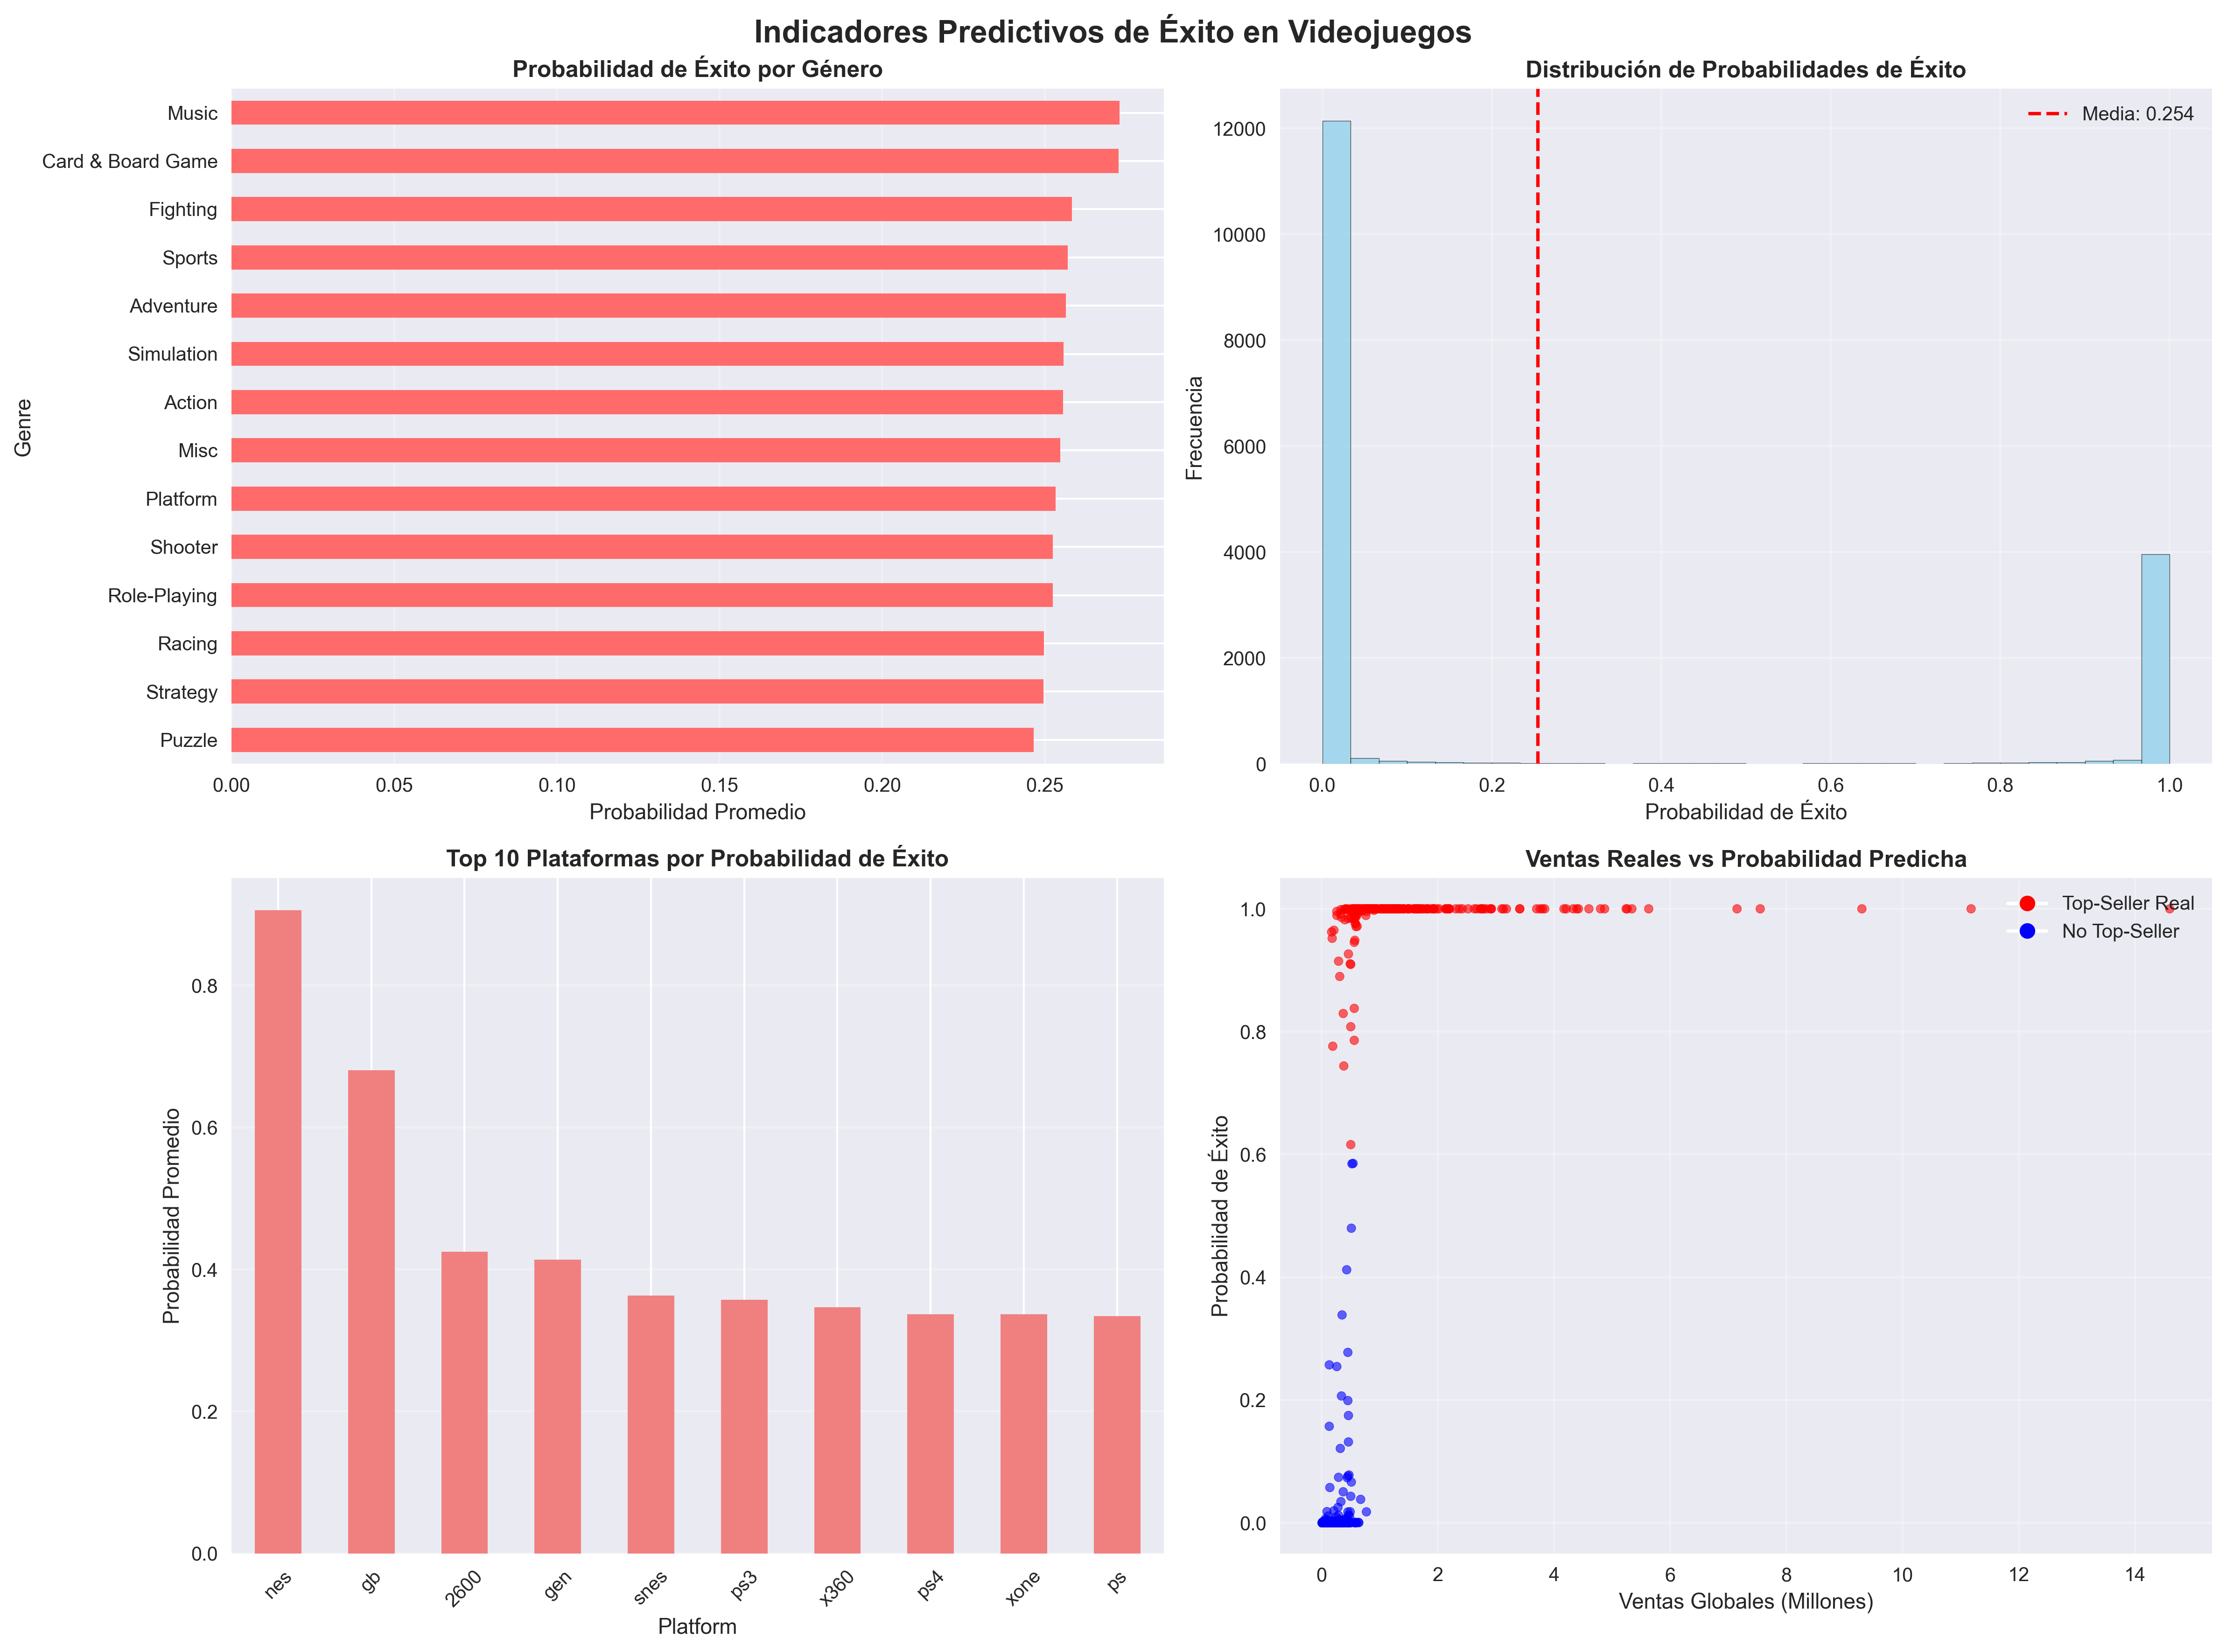 Indicadores Predictivos de Éxito en Videojuegos
Probabilidad de Éxito por Género
Genre
Music
Card & Board Game
Fighting
Sports
Adventure
Simulation
Action
Misc
Platform
Shooter
Role-Playing
Racing
Strategy
Puzzle
0.00 0.05 0.10 0.15 0.20 0.25
Probabilidad Promedio
Distribución de Probabilidades de Éxito
Media: 0.254
Frecuencia
12000
10000
8000
6000
4000
2000
0
0.0 0.2 0.4 0.6 0.8 1.0
Probabilidad de Éxito
Top 10 Plataformas por Probabilidad de Éxito
Probabilidad Promedio
0.8
0.6
0.4
0.2
0.0
nes gb 2600 gen snes ps3 x360 ps4 xone ps
Platform
Ventas Reales vs Probabilidad Predicha
Top-Seller Real
No Top-Seller
Probabilidad de Éxito
1.0
0.8
0.6
0.4
0.2
0.0
0 2 4 6 8 10 12 14
Ventas Globales (Millones)